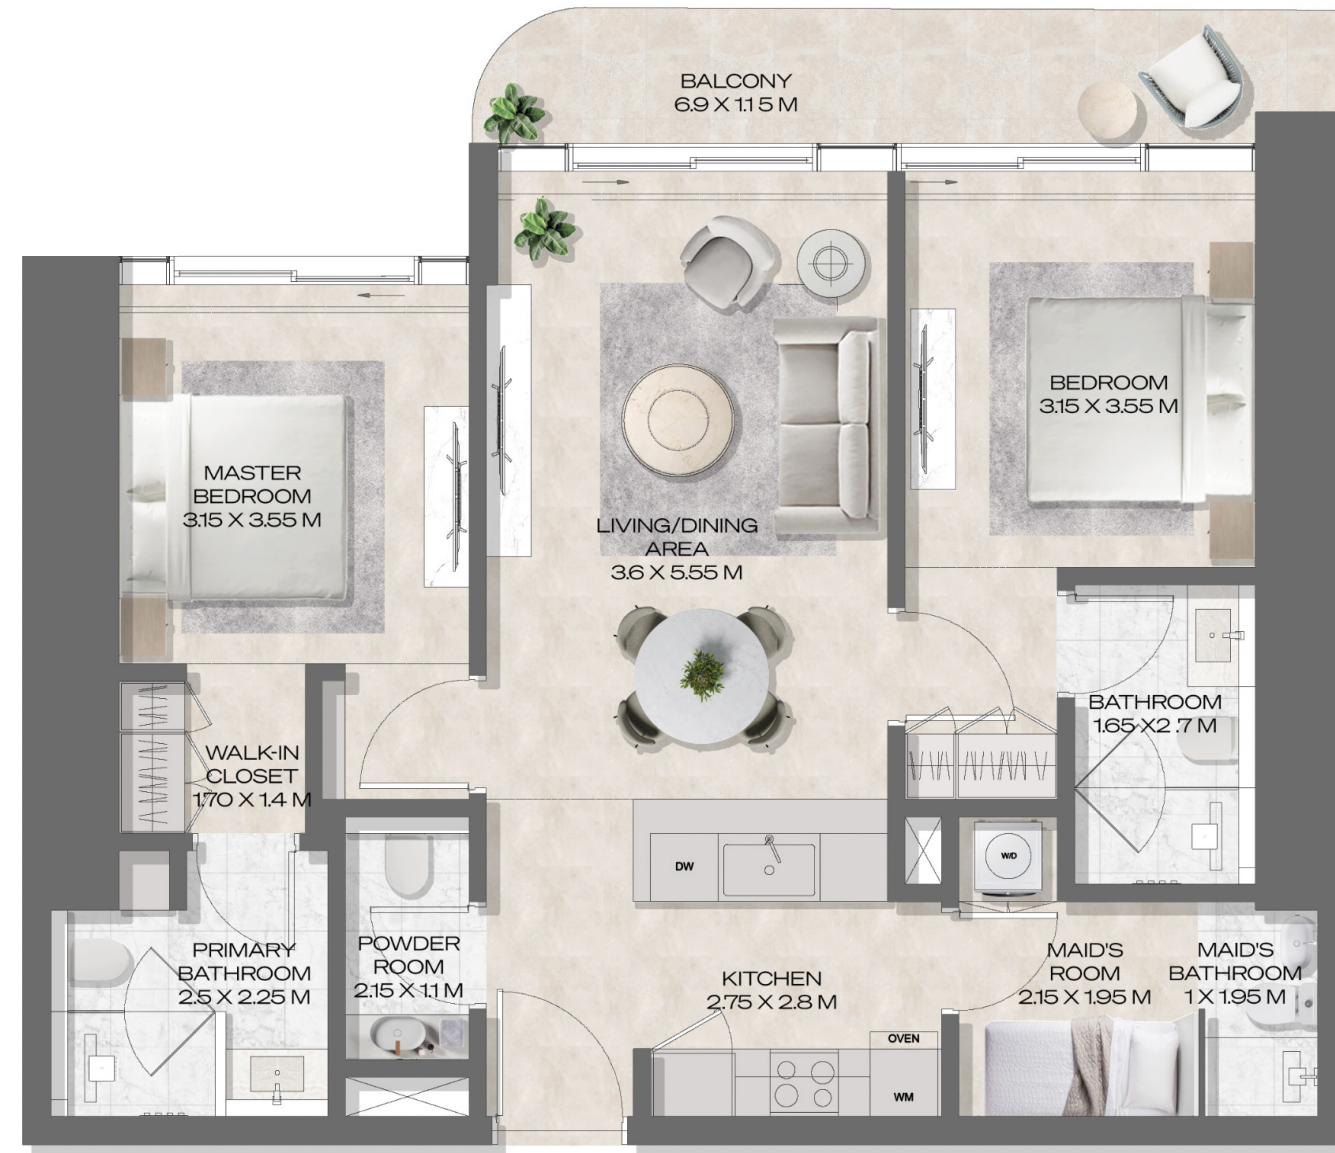 BALCONY
6.9 X 1.15 M
BEDROOM
3.15 X 3.55 M
MASTER
BEDROOM
3.15 X 3.55 M
LIVING/DINING
AREA
3.6 X 5.55 M
BATHROOM
1.65 X2 .7 M
WALK-IN
CLOSET
1.70 X 1.4 M
DW
W/D
PRIMARY
BATHROOM
2.5 X 2.25 M
POWDER
ROOM
2.15 X 1.1 M
KITCHEN
2.75 X 2.8 M
MAID'S
ROOM
2.15 X 1.95 M
MAID'S
BATHROOM
1 X 1.95 M
OVEN
WM